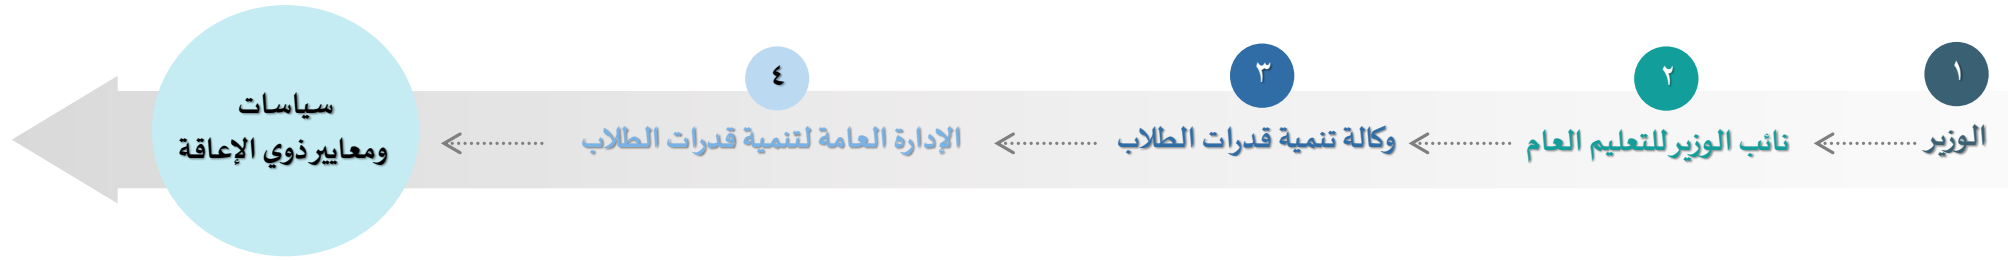 ١
الوزير
٢
نائب الوزير للتعليم العام
٣
وكالة تنمية قدرات الطلاب
٤
الإدارة العامة لتنمية قدرات الطلاب
سياسات
ومعايير ذوي الإعاقة